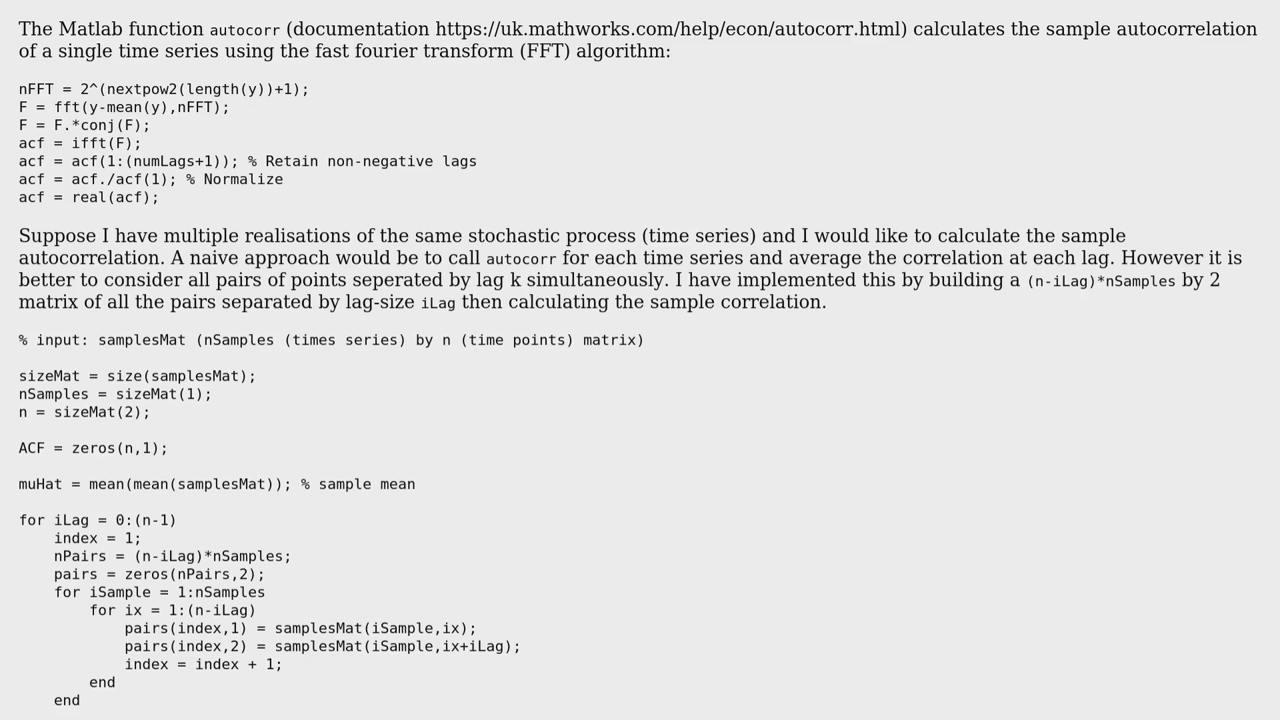 The Matlab function autocorr (documentation https://uk.mathworks.com/help/econ/autocorr.html) calculates the sample autocorrelation
of a single time series using the fast fourier transform (FFT) algorithm:
nFFT = 2^(nextpow2(length(y))+1);
F = fft(y-mean(y),nFFT);
F = F.*conj(F);
acf = ifft(F);
acf = acf(1:(numLags+1)); % Retain non-negative lags
acf = acf./acf(1); % Normalize
acf = real(acf);
Suppose I have multiple realisations of the same stochastic process (time series) and I would like to calculate the sample
autocorrelation. A naive approach would be to call autocorr for each time series and average the correlation at each lag. However it is
better to consider all pairs of points seperated by lag k simultaneously. I have implemented this by building a (n-iLag)*nSamples by 2
matrix of all the pairs separated by lag-size iLag then calculating the sample correlation.
% input: samplesMat (nSamples (times series) by n (time points) matrix)
sizeMat = size(samplesMat);
nSamples = sizeMat(1);
n = sizeMat(2);
ACF = zeros(n,1);
muHat = mean(mean(samplesMat)); % sample mean
for iLag = 0:(n-1)
    index = 1;
    nPairs = (n-iLag)*nSamples;
    pairs = zeros(nPairs,2);
    for iSample = 1:nSamples
        for ix = 1:(n-iLag)
            pairs(index,1) = samplesMat(iSample,ix);
            pairs(index,2) = samplesMat(iSample,ix+iLag);
            index = index + 1;
        end
    end